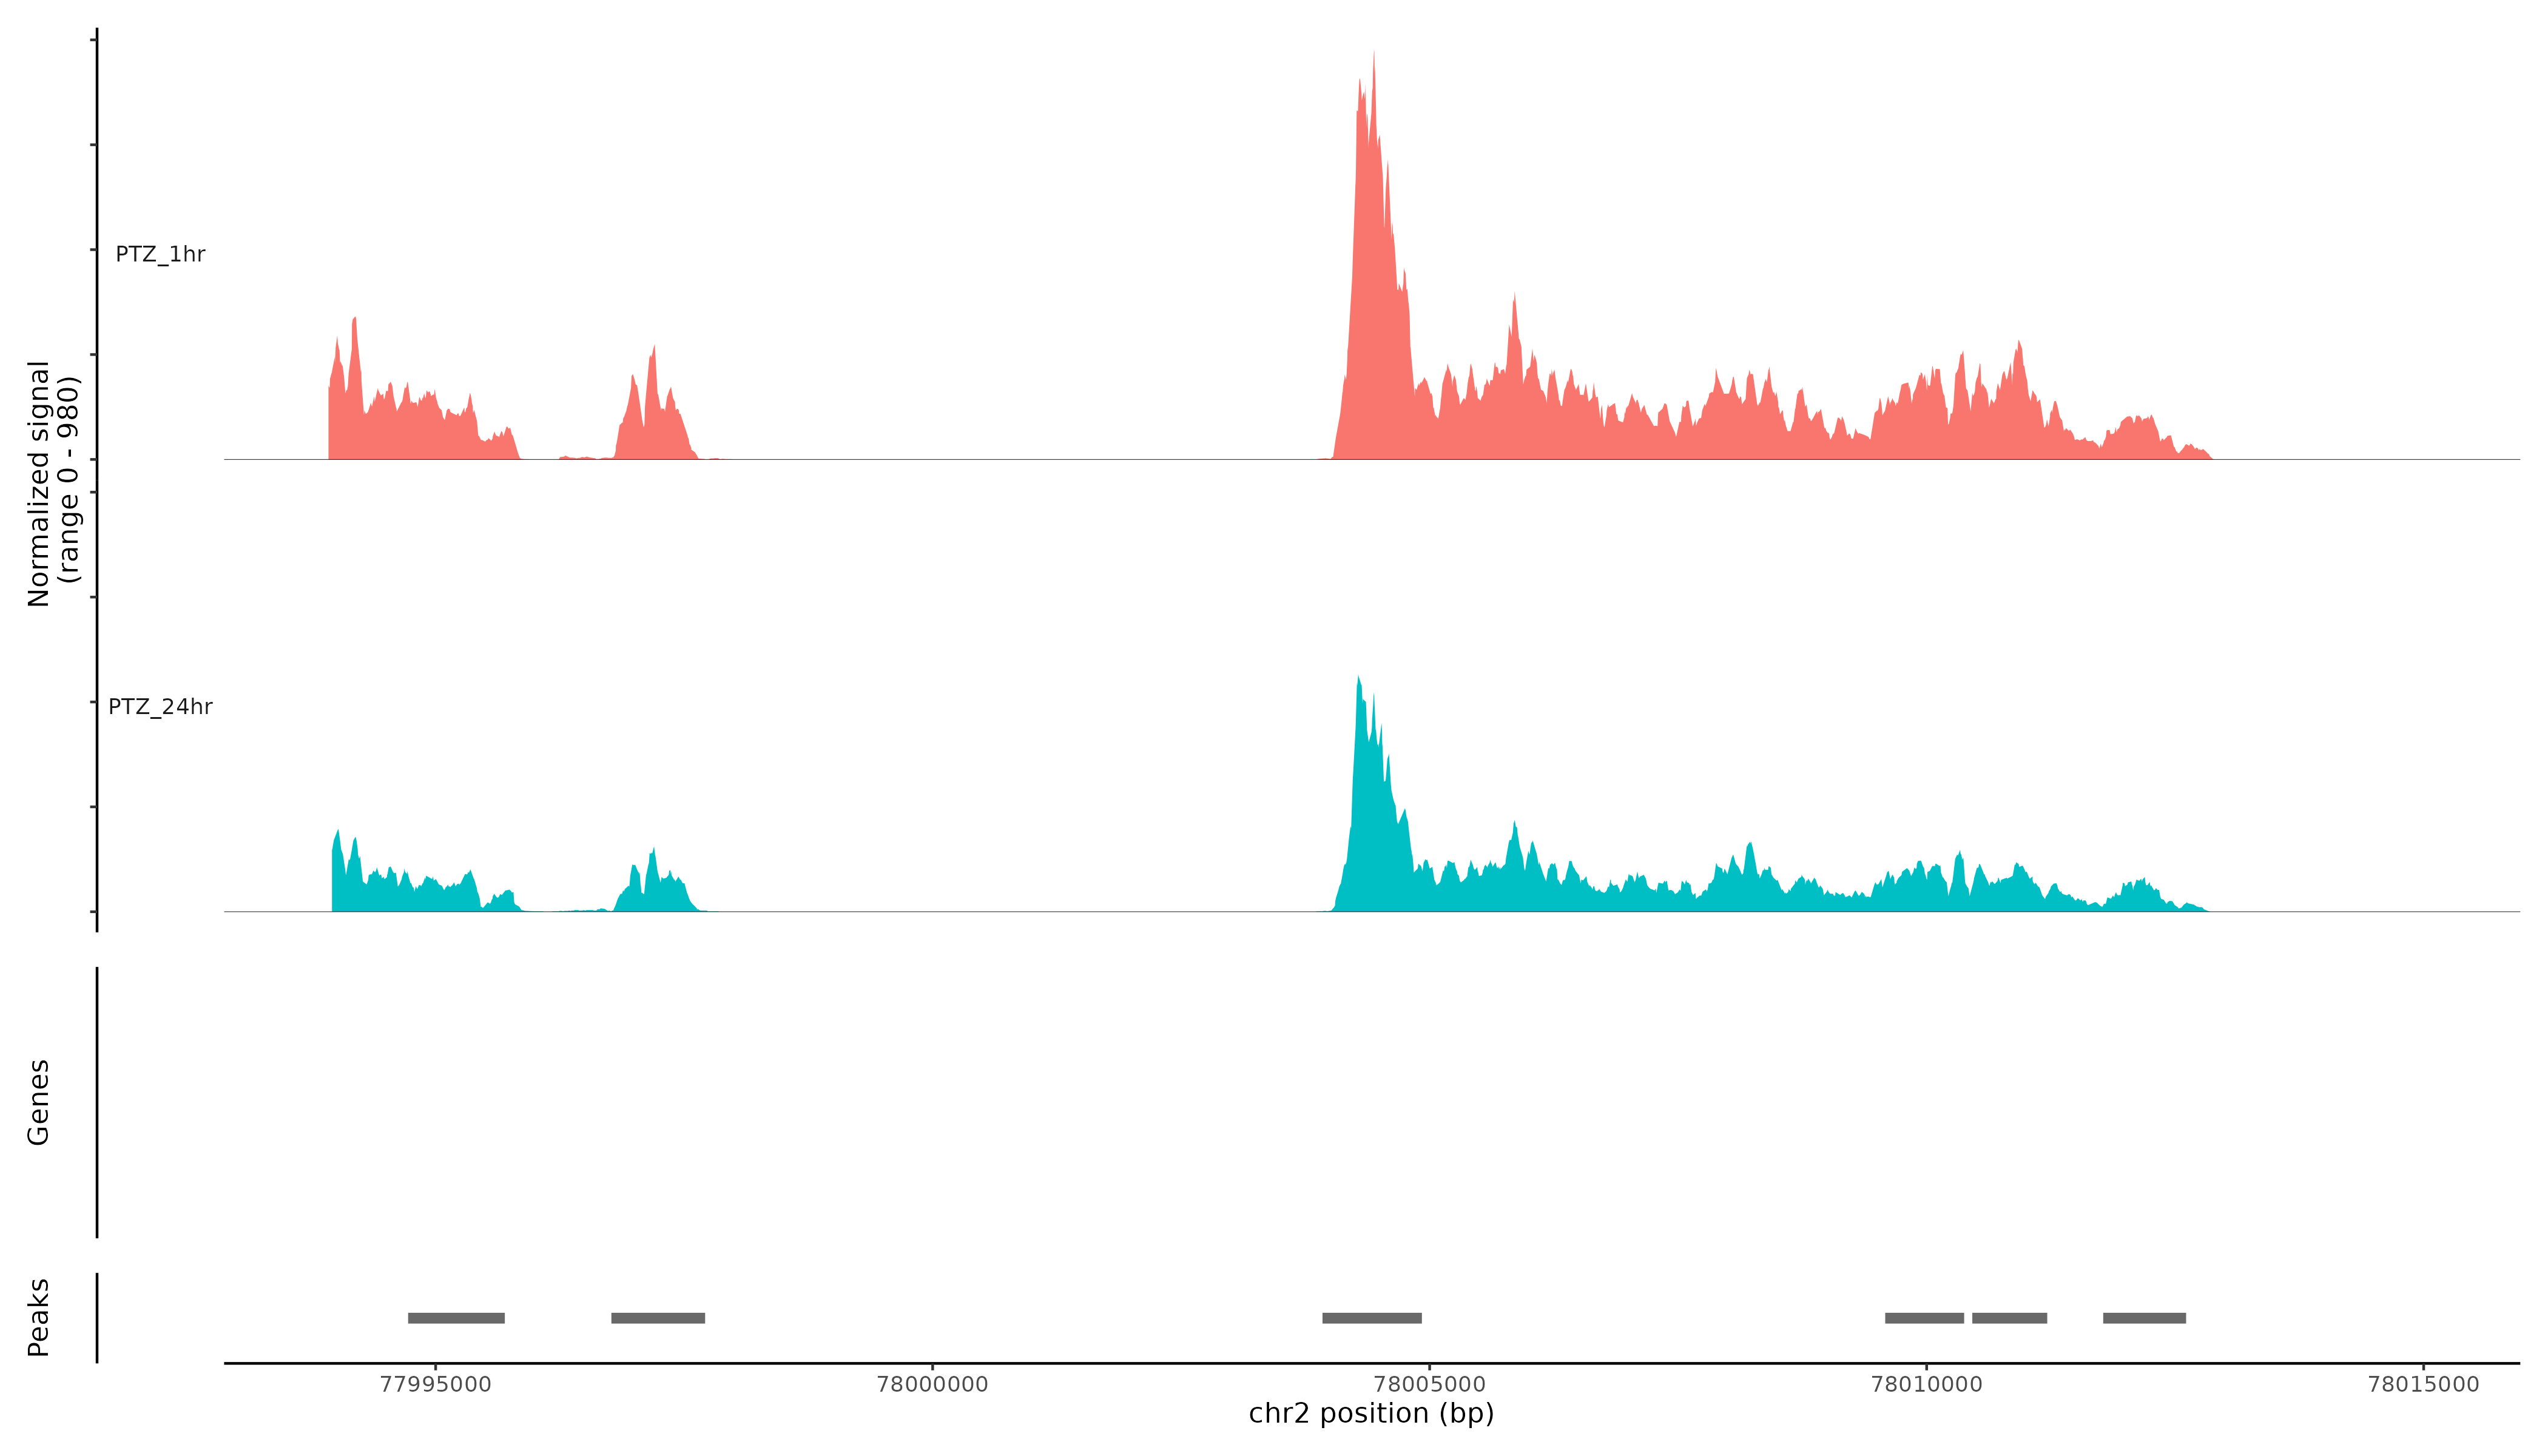 Normalized signal
(range 0 - 980)
PTZ_1hr
PTZ_24hr
Genes
Peaks
77995000
78000000
78005000
78010000
78015000
chr2 position (bp)